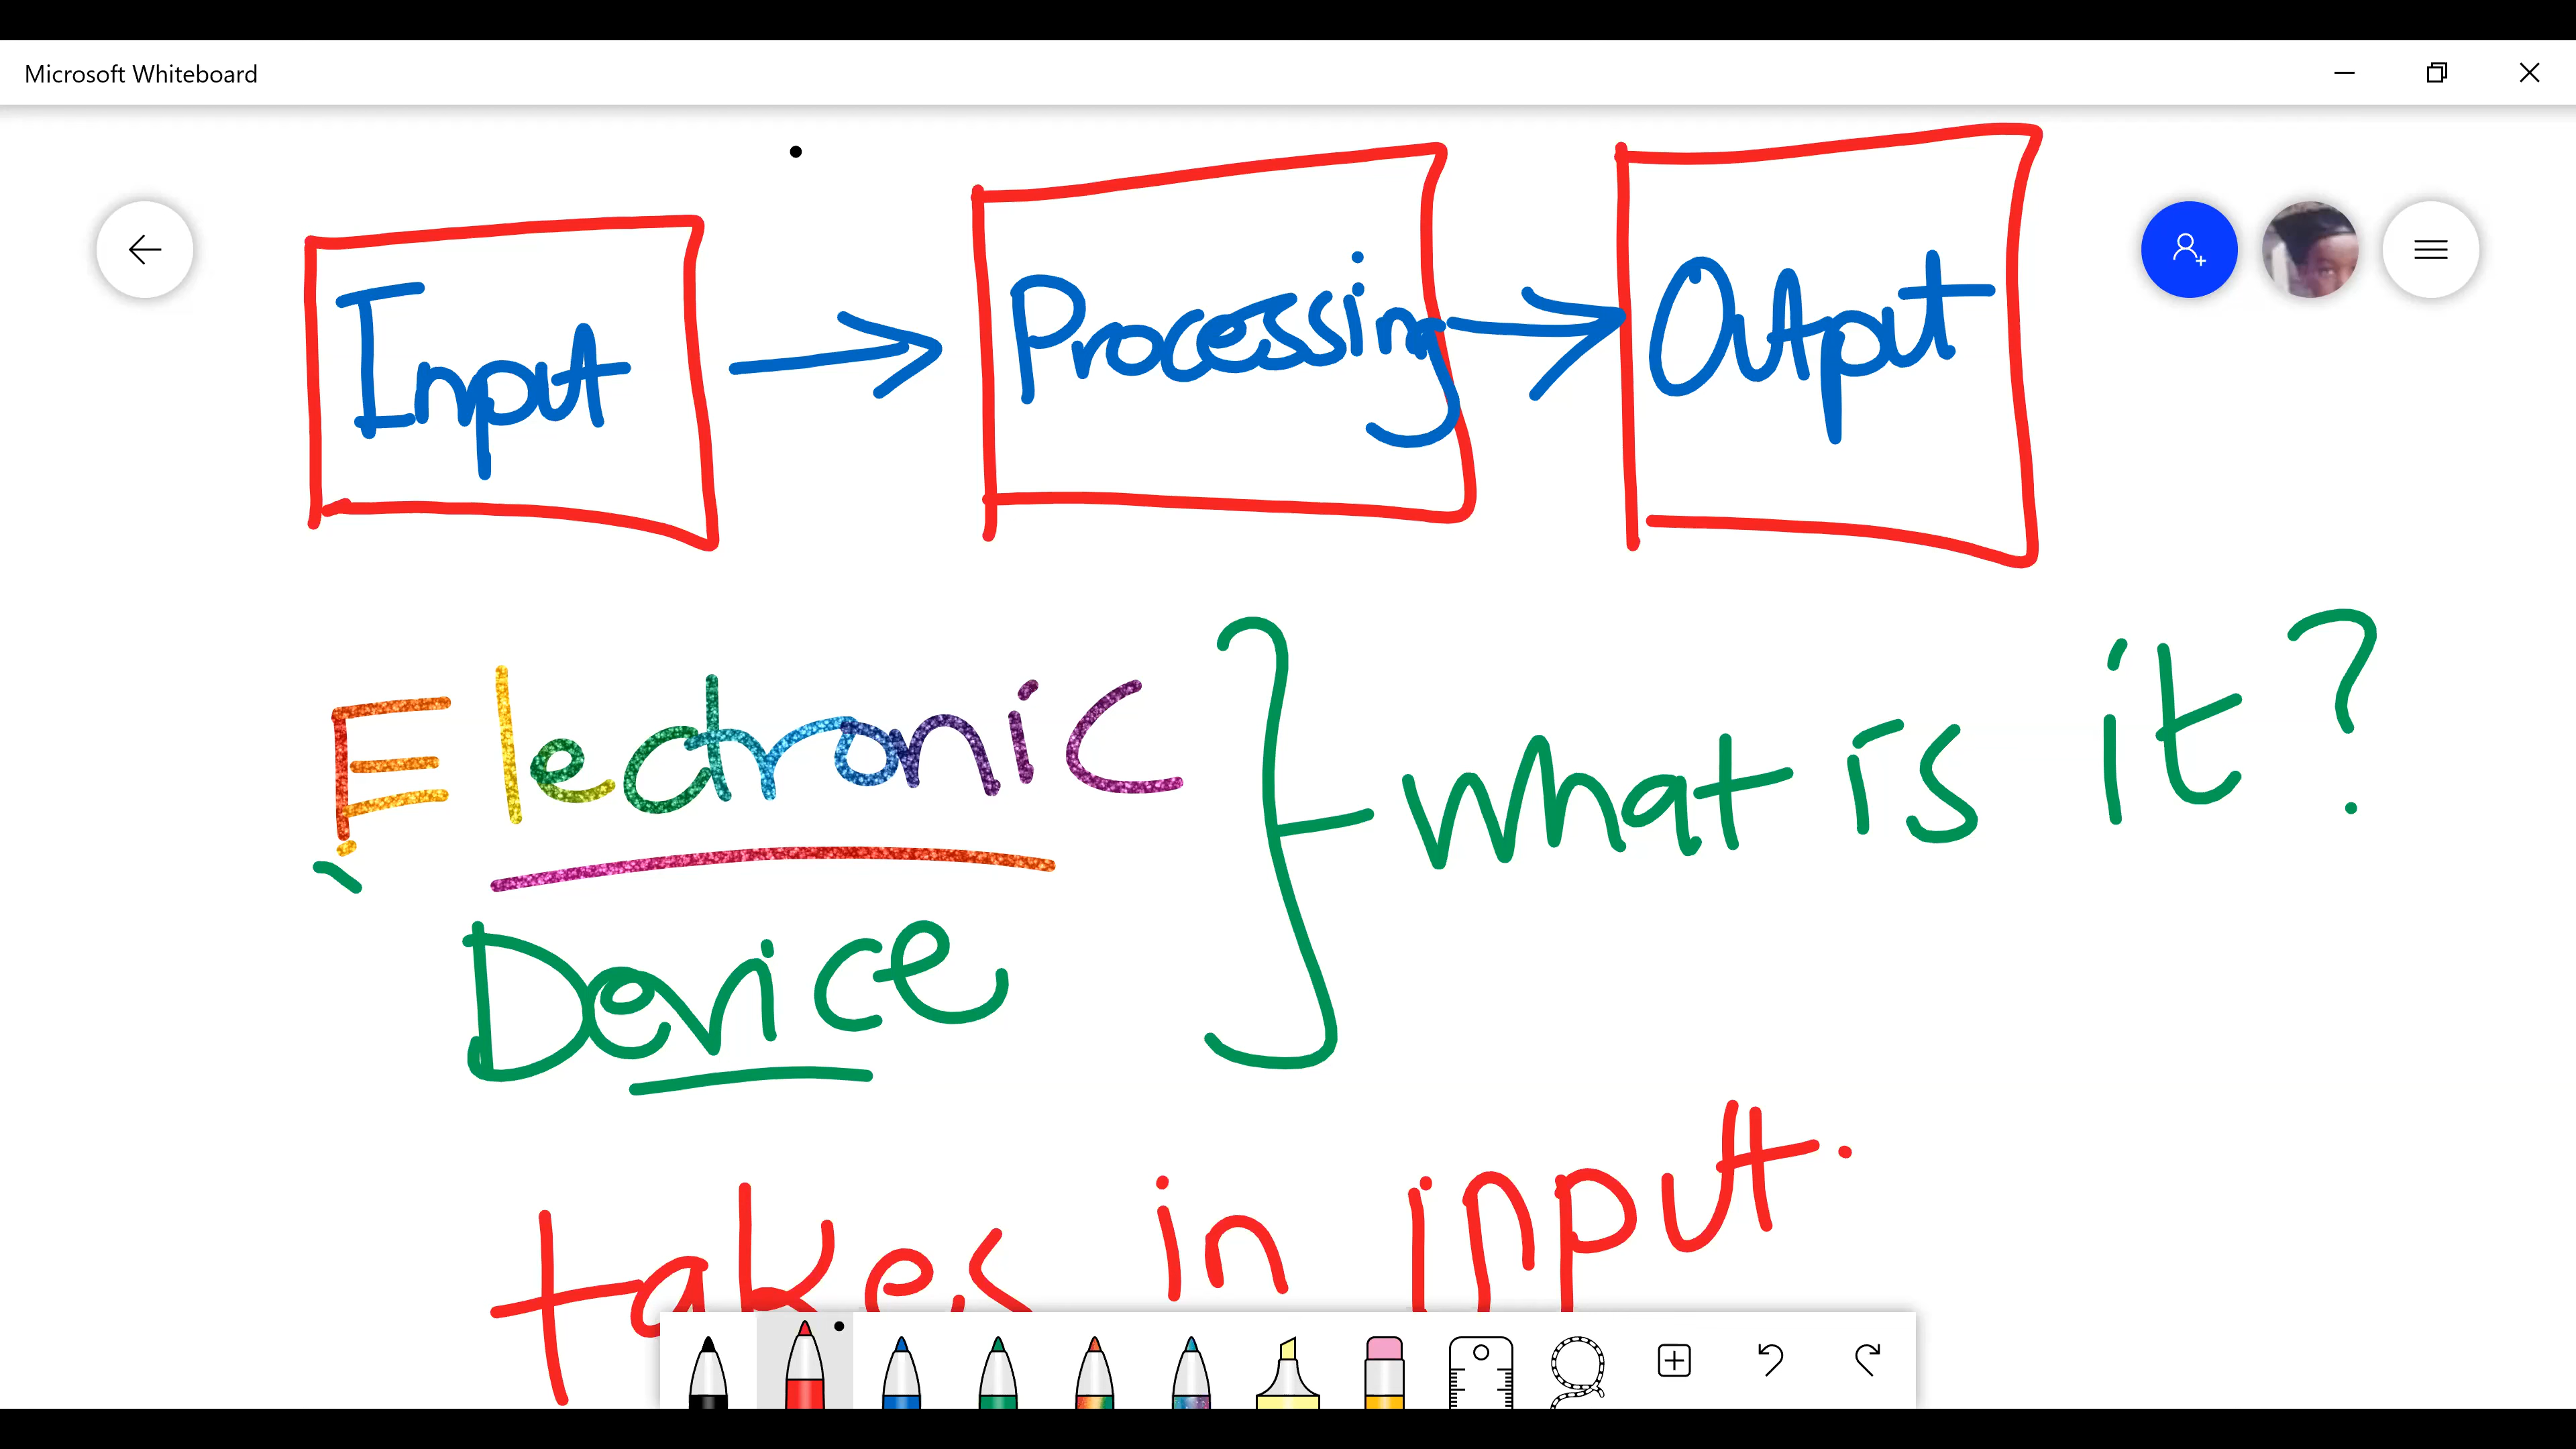 Microsoft Whiteboard
Input → Processing → Output
Electronic
Device
What is it?
takes in input.